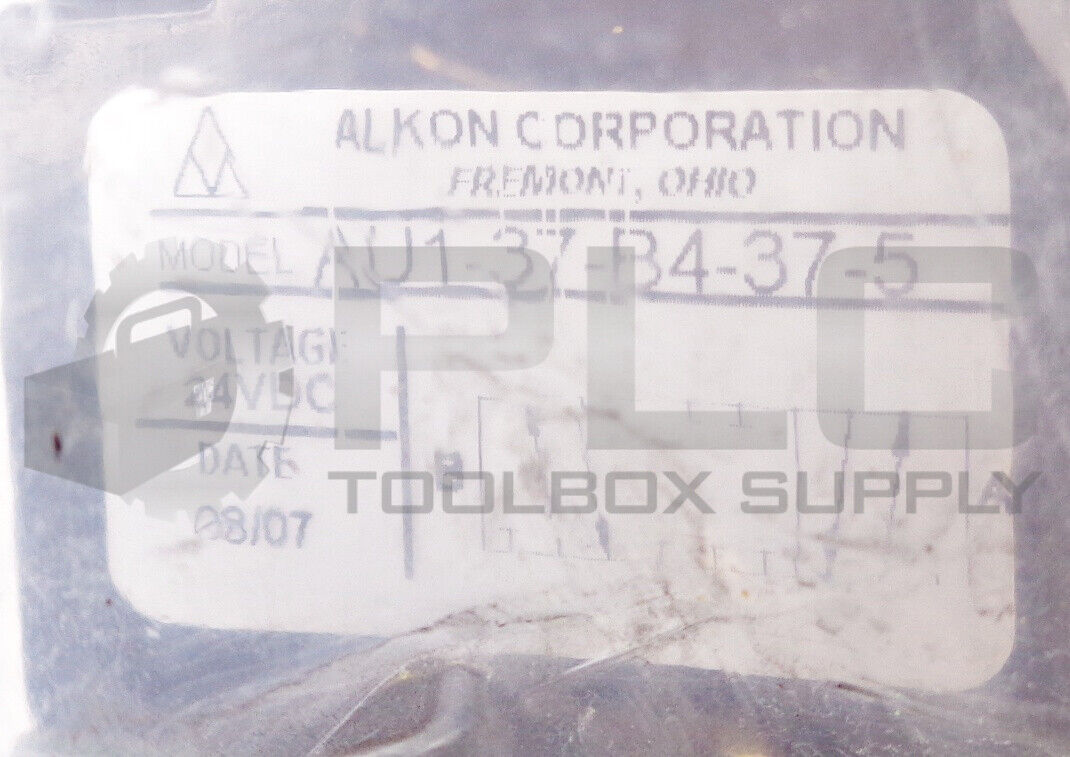 ALKON CORPORATION
FREMONT, OHIO
MODEL AU1-37-B4-37-5
VOLTAGE
24VDC
DATE
08/07
B
A
PLC
TOOLBOX SUPPLY